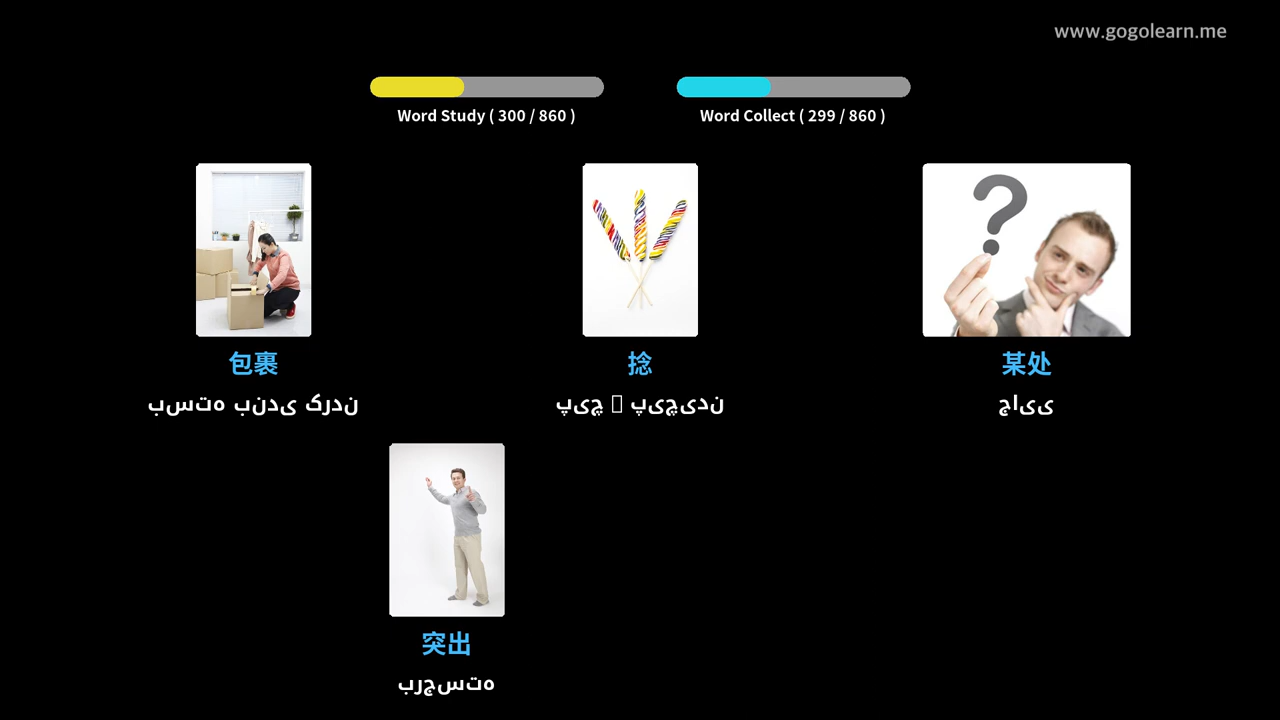 www.gogolearn.me
Word Study ( 300 / 860 )
Word Collect ( 299 / 860 )
包裹
捻
某处
بسته بندی کردن
پیچ ▯ پیچیدن
جایی
突出
برجسته